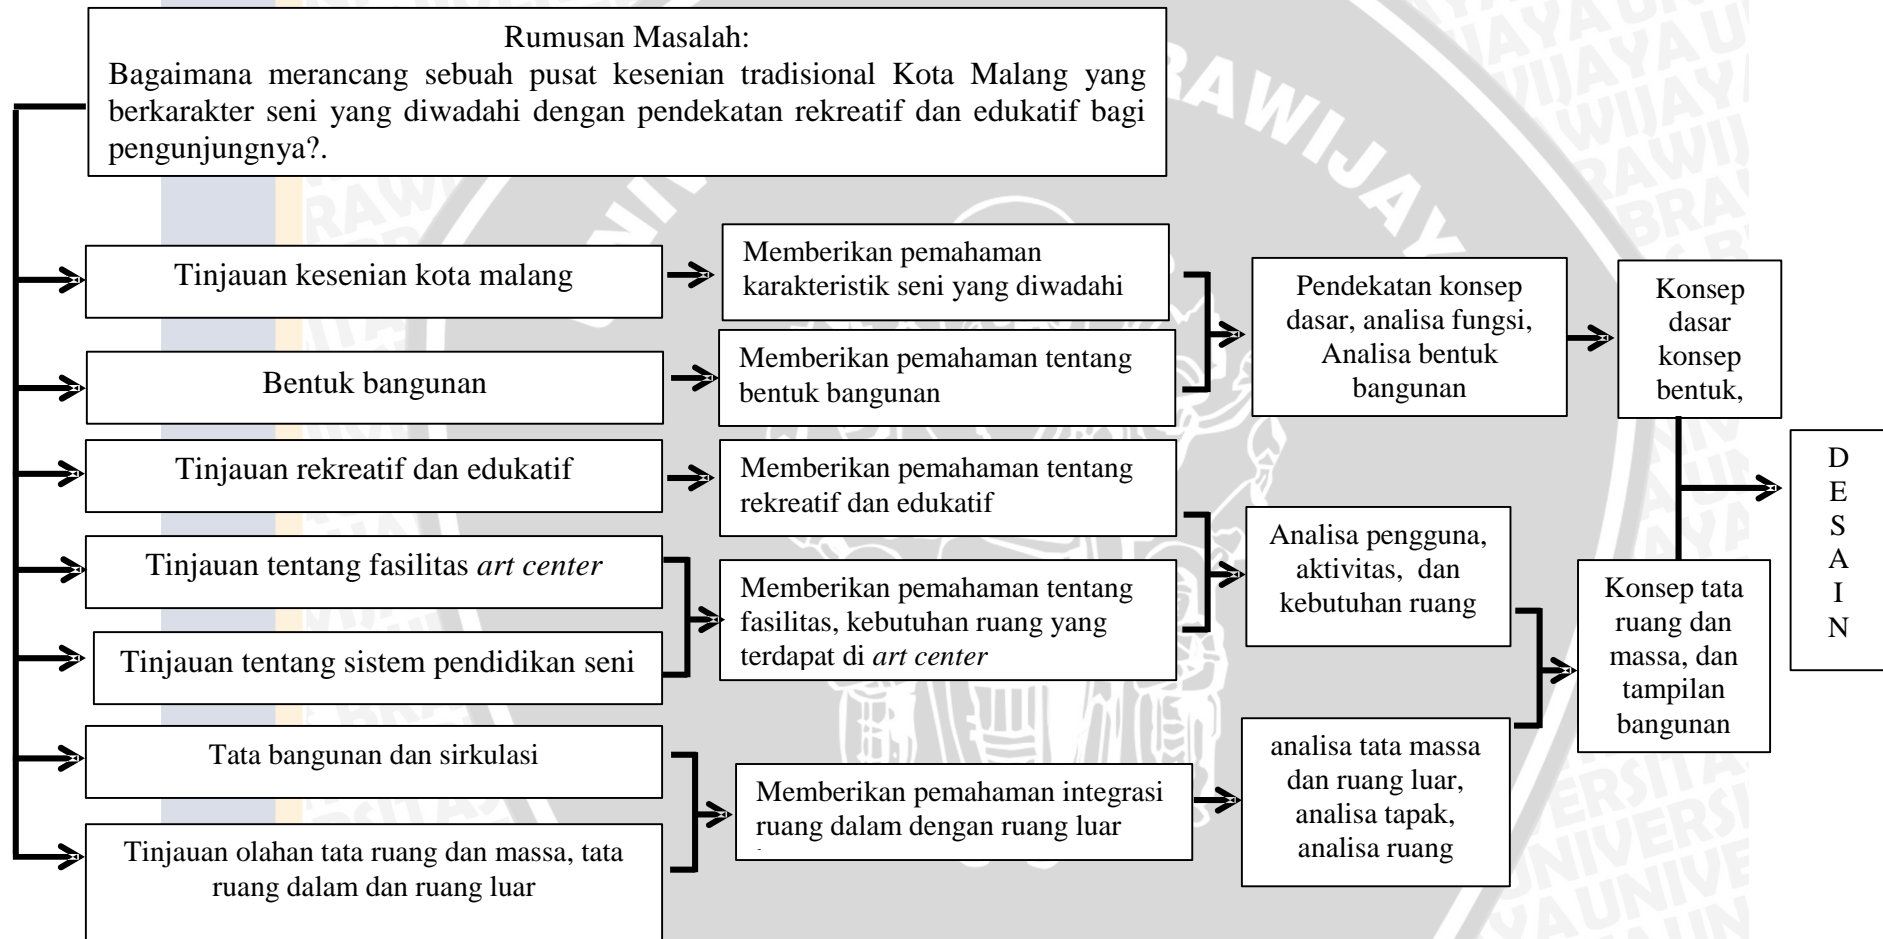 Rumusan Masalah:
Bagaimana merancang sebuah pusat kesenian tradisional Kota Malang yang
berkarakter seni yang diwadahi dengan pendekatan rekreatif dan edukatif bagi
pengunjungnya?.
Tinjauan kesenian kota malang
Memberikan pemahaman
karakteristik seni yang diwadahi
Bentuk bangunan
Memberikan pemahaman tentang
bentuk bangunan
Pendekatan konsep
dasar, analisa fungsi,
Analisa bentuk
bangunan
Konsep
dasar
konsep
bentuk,
Tinjauan rekreatif dan edukatif
Memberikan pemahaman tentang
rekreatif dan edukatif
Tinjauan tentang fasilitas art center
Tinjauan tentang sistem pendidikan seni
Memberikan pemahaman tentang
fasilitas, kebutuhan ruang yang
terdapat di art center
Analisa pengguna,
aktivitas, dan
kebutuhan ruang
Tata bangunan dan sirkulasi
Tinjauan olahan tata ruang dan massa, tata
ruang dalam dan ruang luar
Memberikan pemahaman integrasi
ruang dalam dengan ruang luar
analisa tata massa
dan ruang luar,
analisa tapak,
analisa ruang
Konsep tata
ruang dan
massa, dan
tampilan
bangunan
D
E
S
A
I
N